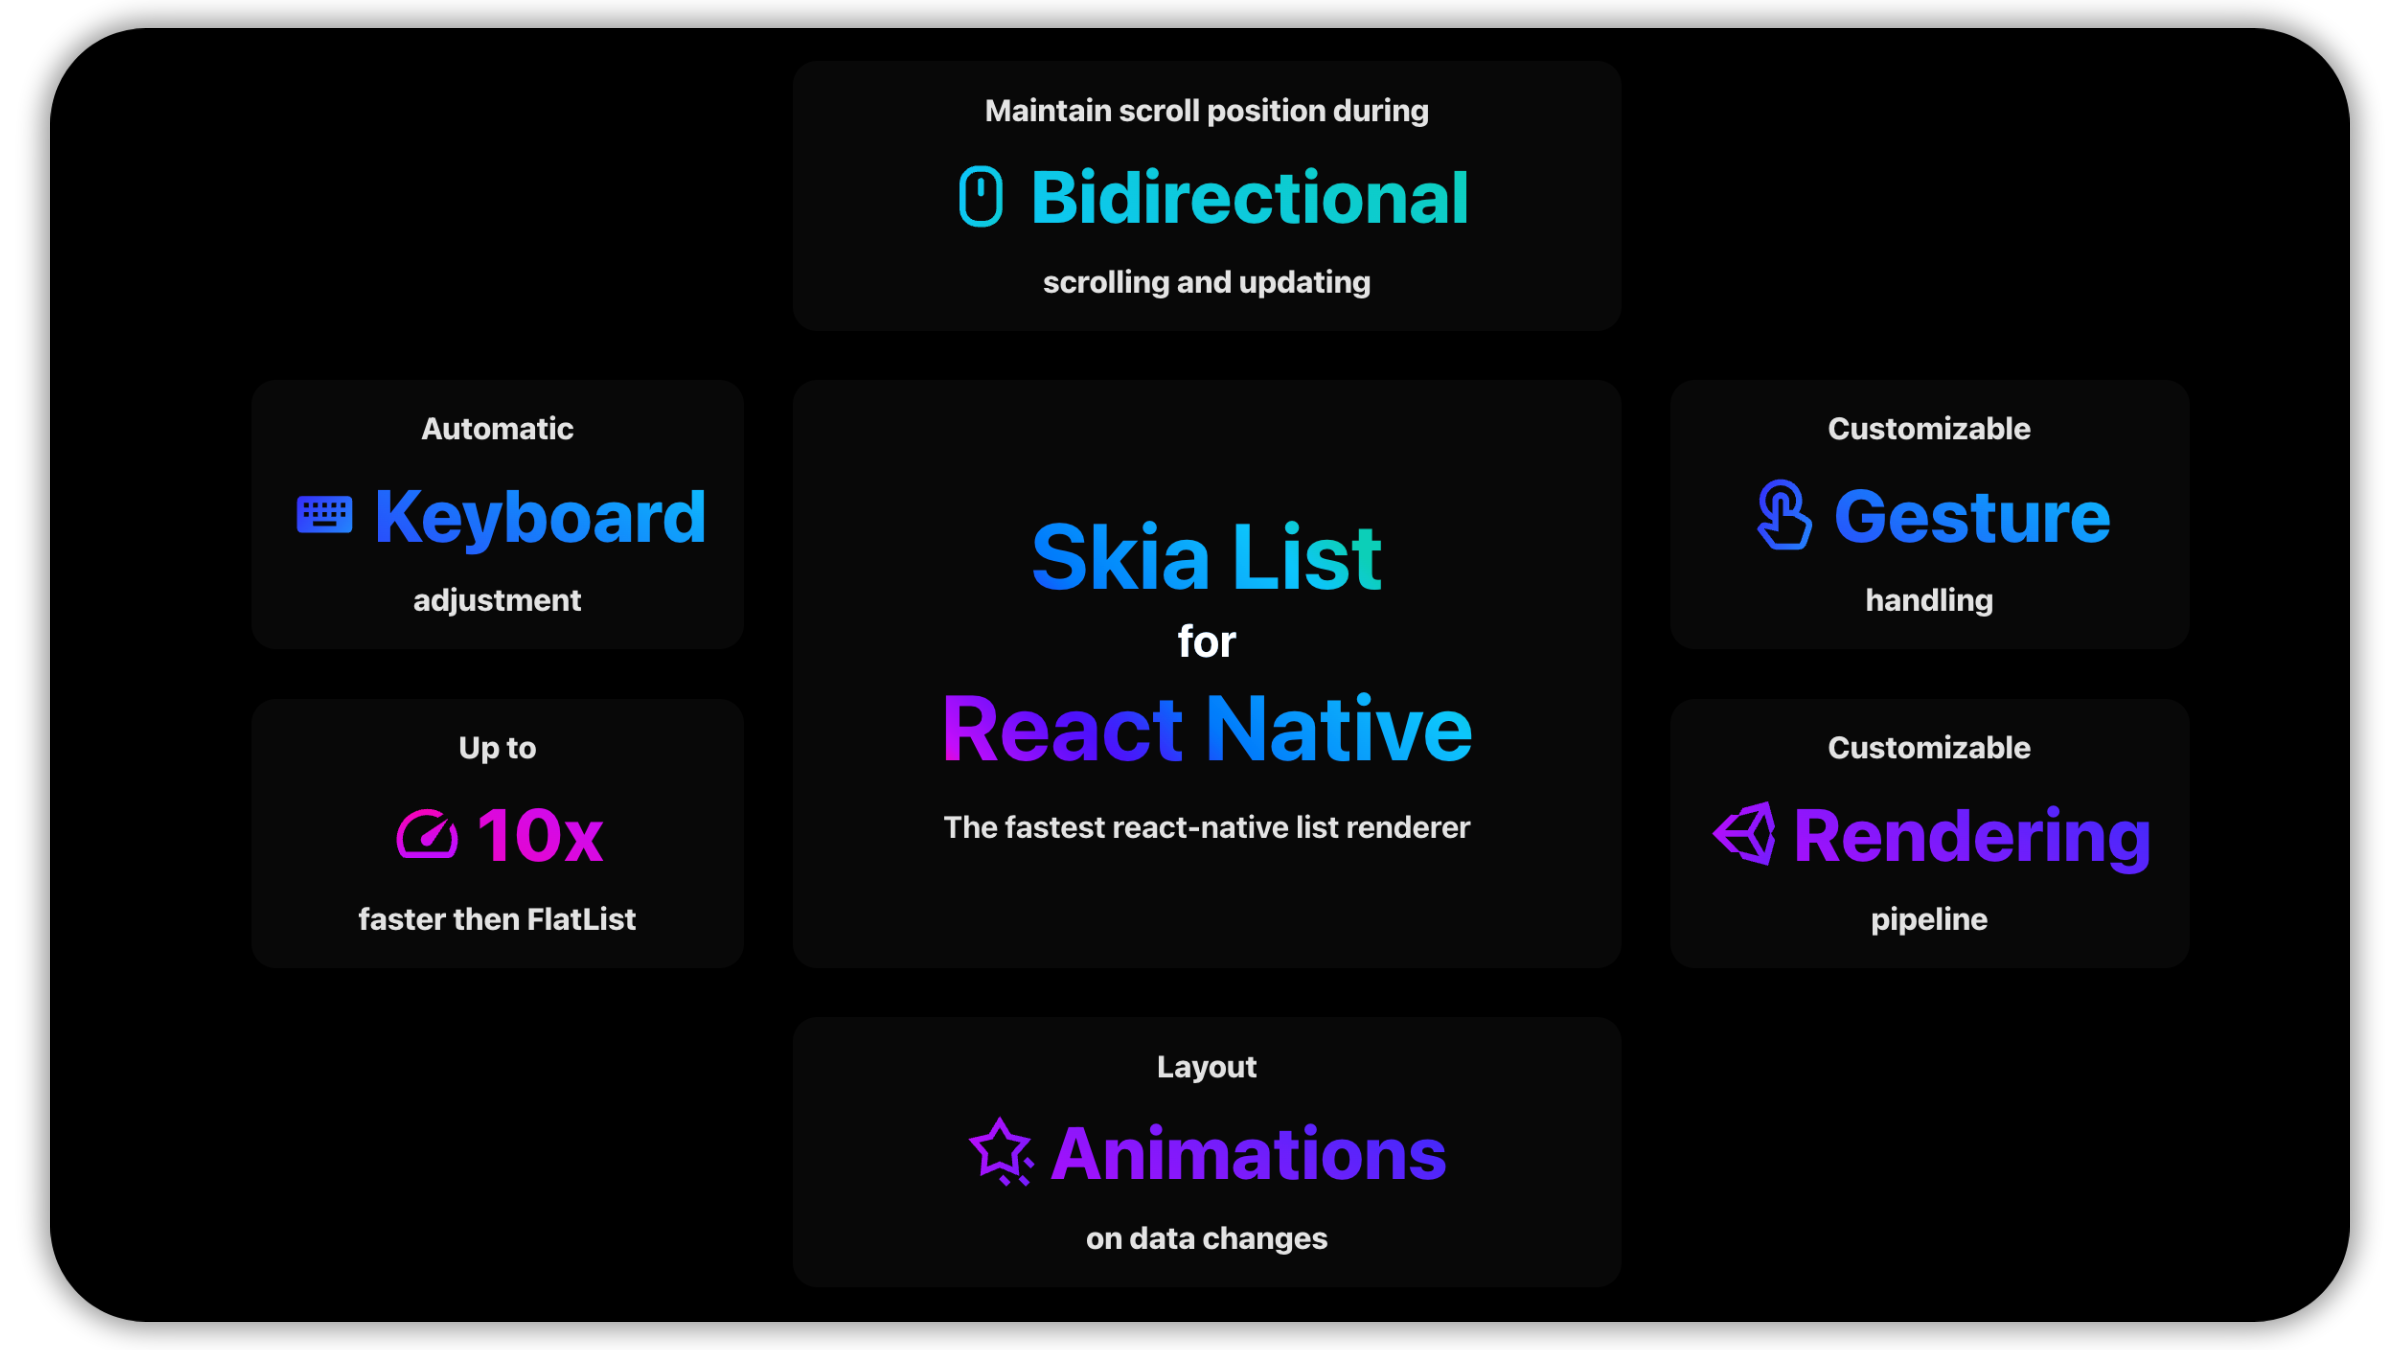 Maintain scroll position during
Bidirectional
scrolling and updating
Automatic
Keyboard
adjustment
Skia List
for
React Native
The fastest react-native list renderer
Customizable
Gesture
handling
Up to
10x
faster then FlatList
Customizable
Rendering
pipeline
Layout
Animations
on data changes